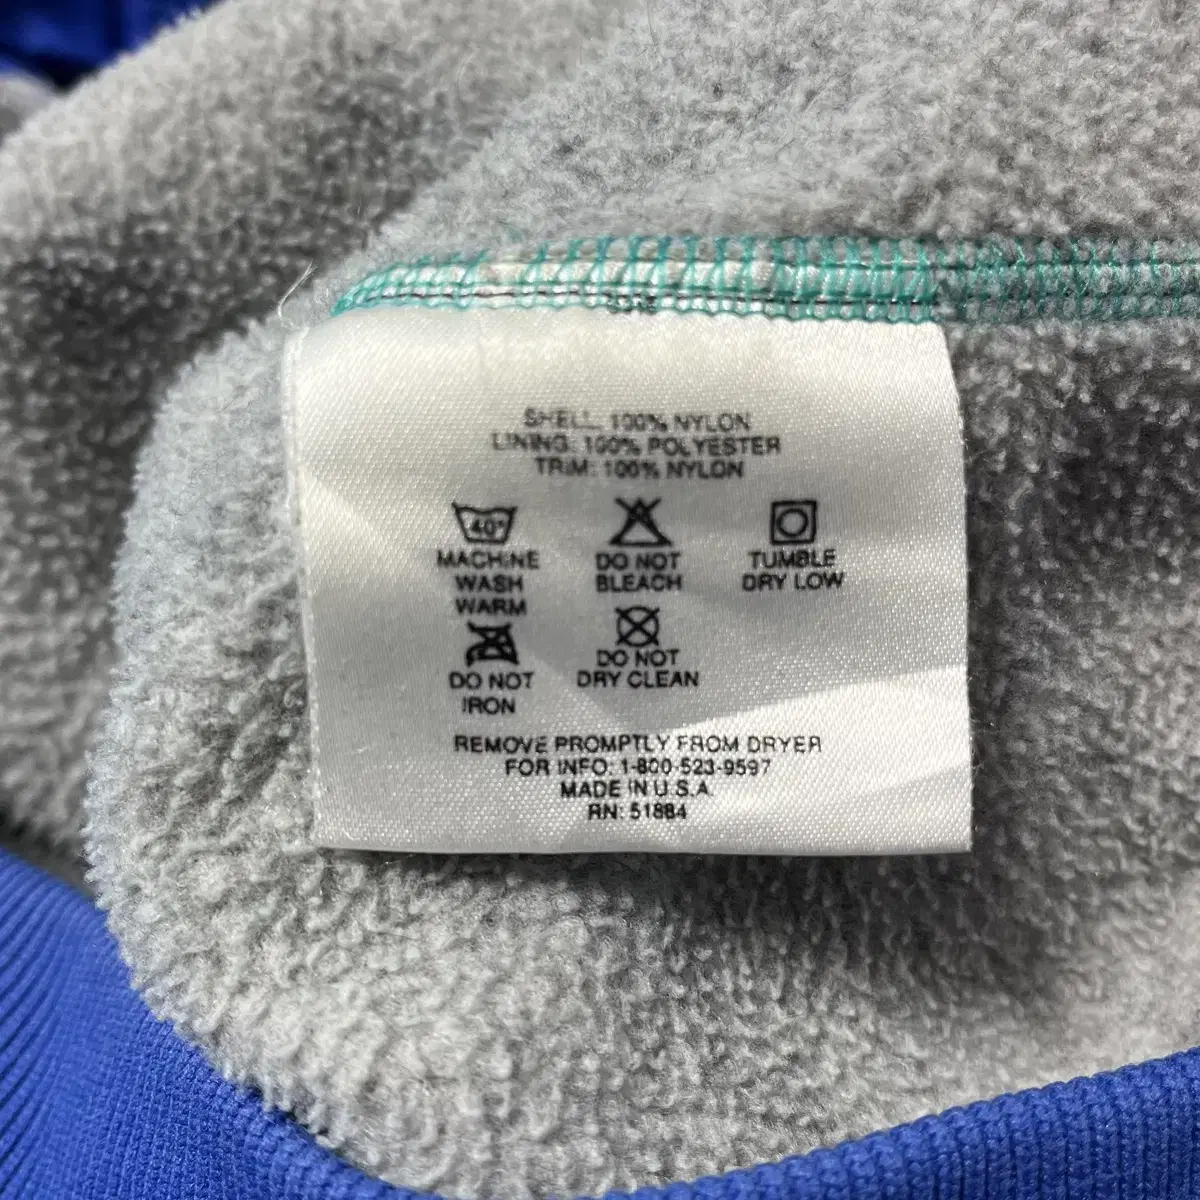 SHELL 100% NYLON
LINING: 100% POLYESTER
TRIM: 100% NYLON
40°
MACHINE WASH WARM
DO NOT BLEACH
TUMBLE DRY LOW
DO NOT IRON
DO NOT DRY CLEAN
REMOVE PROMPTLY FROM DRYER
FOR INFO: 1-800-523-9597
MADE IN U.S.A.
RN: 51884